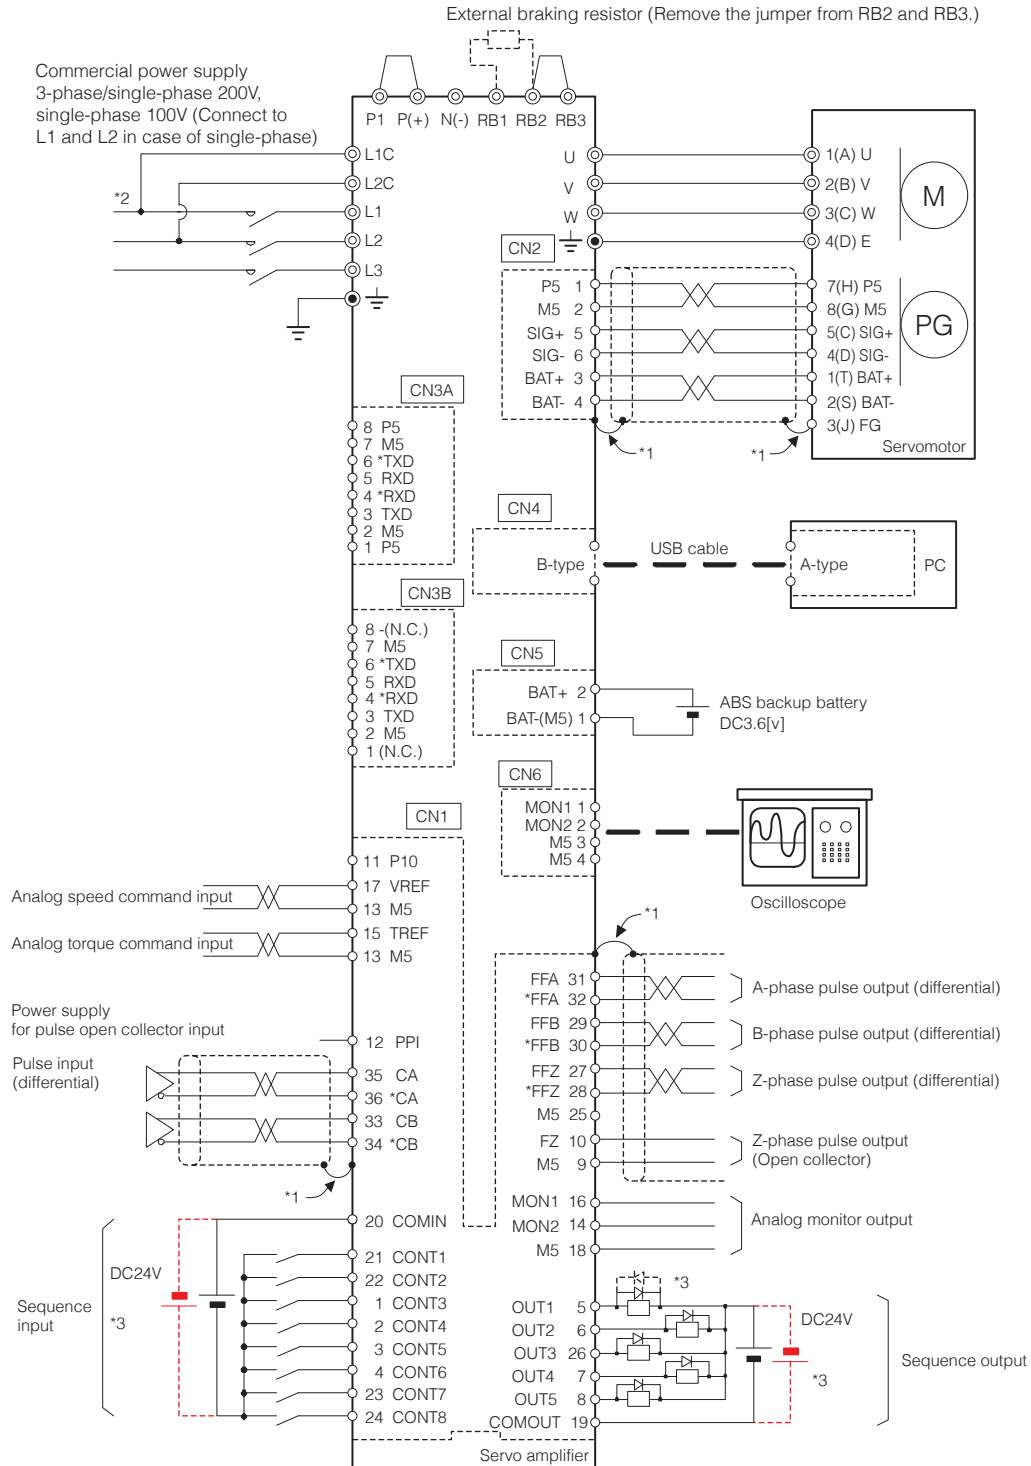 External braking resistor (Remove the jumper from RB2 and RB3.)
Commercial power supply
3-phase/single-phase 200V,
single-phase 100V (Connect to
L1 and L2 in case of single-phase)
P1 P(+) N(-) RB1 RB2 RB3
L1C
L2C
*2
L1
L2
L3
U
V
W
1(A) U
2(B) V
3(C) W
4(D) E
M
CN2
P5 1
M5 2
SIG+ 5
SIG- 6
BAT+ 3
BAT- 4
7(H) P5
8(G) M5
5(C) SIG+
4(D) SIG-
1(T) BAT+
2(S) BAT-
3(J) FG
PG
Servomotor
*1
*1
CN3A
8 P5
7 M5
6 *TXD
5 RXD
4 *RXD
3 TXD
2 M5
1 P5
CN4
B-type
USB cable
A-type
PC
CN3B
8 -(N.C.)
7 M5
6 *TXD
5 RXD
4 *RXD
3 TXD
2 M5
1 (N.C.)
CN5
BAT+ 2
BAT-(M5) 1
ABS backup battery
DC3.6[v]
CN6
MON1 1
MON2 2
M5 3
M5 4
Oscilloscope
CN1
11 P10
17 VREF
13 M5
15 TREF
13 M5
Analog speed command input
Analog torque command input
Power supply
for pulse open collector input
12 PPI
Pulse input
(differential)
35 CA
36 *CA
33 CB
34 *CB
*1
*1
FFA 31
*FFA 32
FFB 29
*FFB 30
FFZ 27
*FFZ 28
M5 25
FZ 10
M5 9
A-phase pulse output (differential)
B-phase pulse output (differential)
Z-phase pulse output (differential)
Z-phase pulse output
(Open collector)
MON1 16
MON2 14
M5 18
Analog monitor output
20 COMIN
21 CONT1
22 CONT2
1 CONT3
2 CONT4
3 CONT5
4 CONT6
23 CONT7
24 CONT8
DC24V
*3
Sequence
input
*3
OUT1 5
OUT2 6
OUT3 26
OUT4 7
OUT5 8
COMOUT 19
DC24V
*3
Sequence output
Servo amplifier